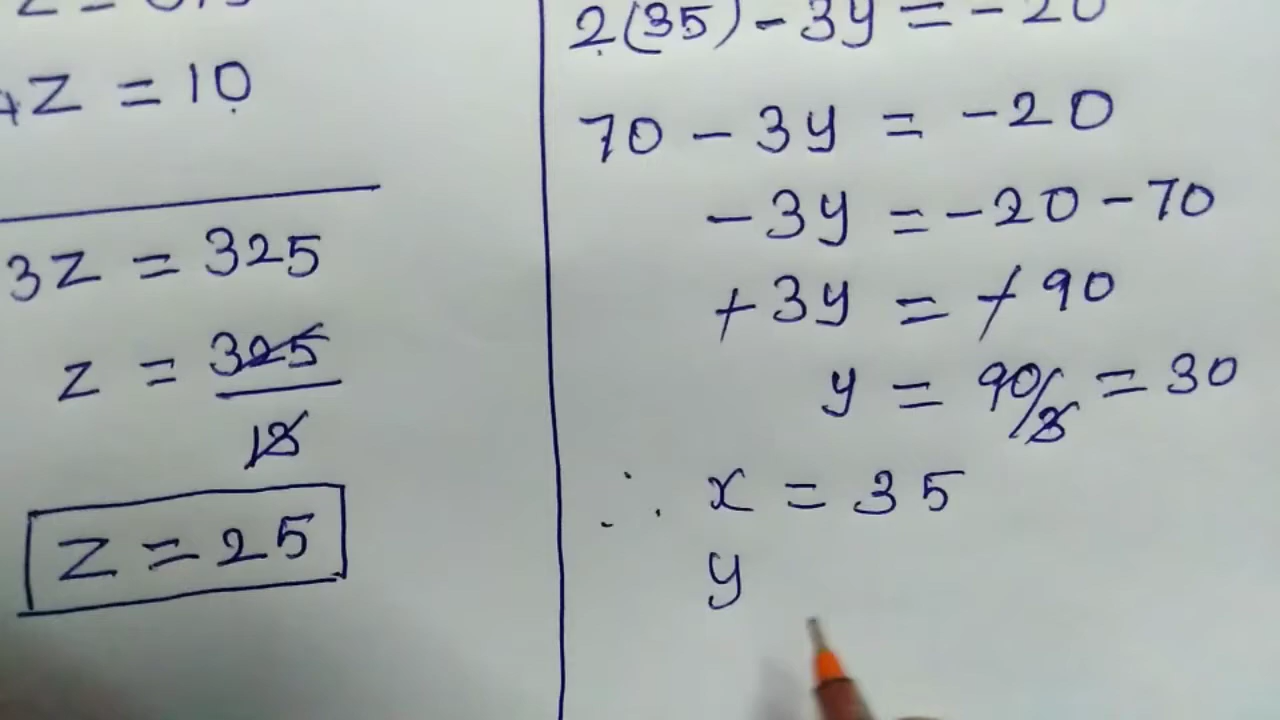 Z = 10
3Z = 325
Z = 325
13
Z = 25
2(35) - 3y = -20
70 - 3y = -20
-3y = -20 - 70
+3y = +90
y = 90/3 = 30
∴ x = 35
y